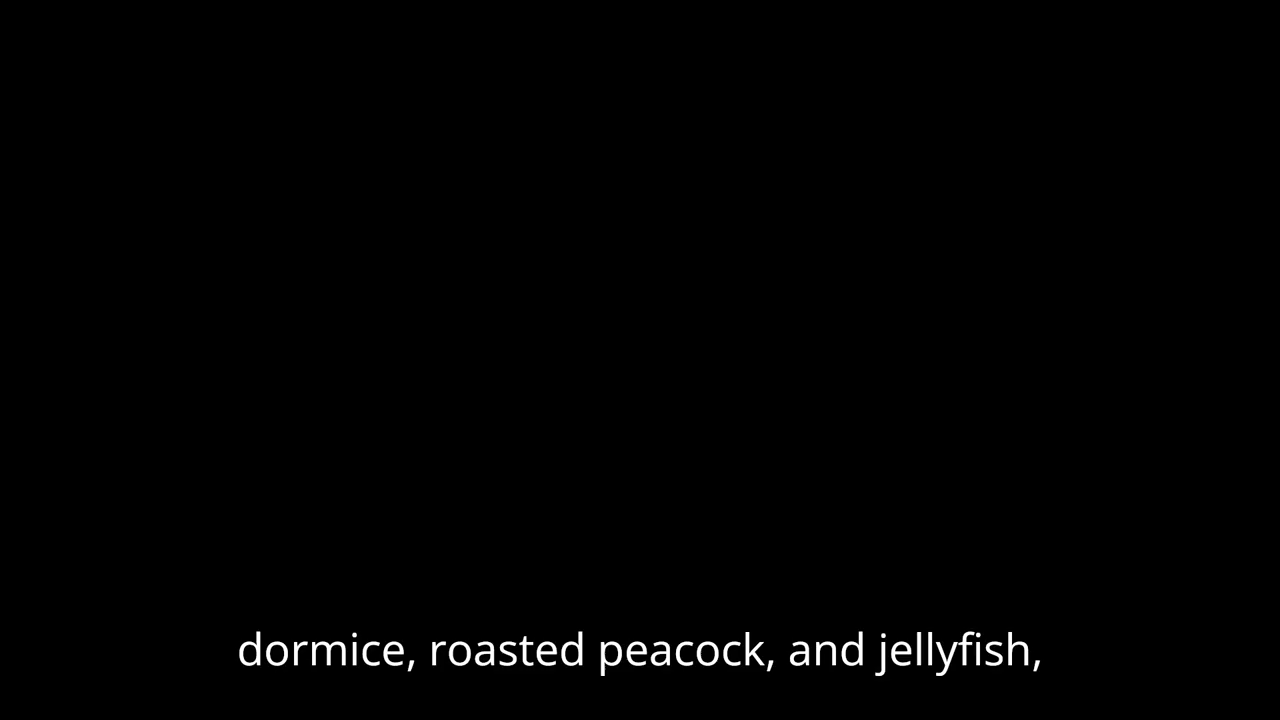 dormice, roasted peacock, and jellyfish,